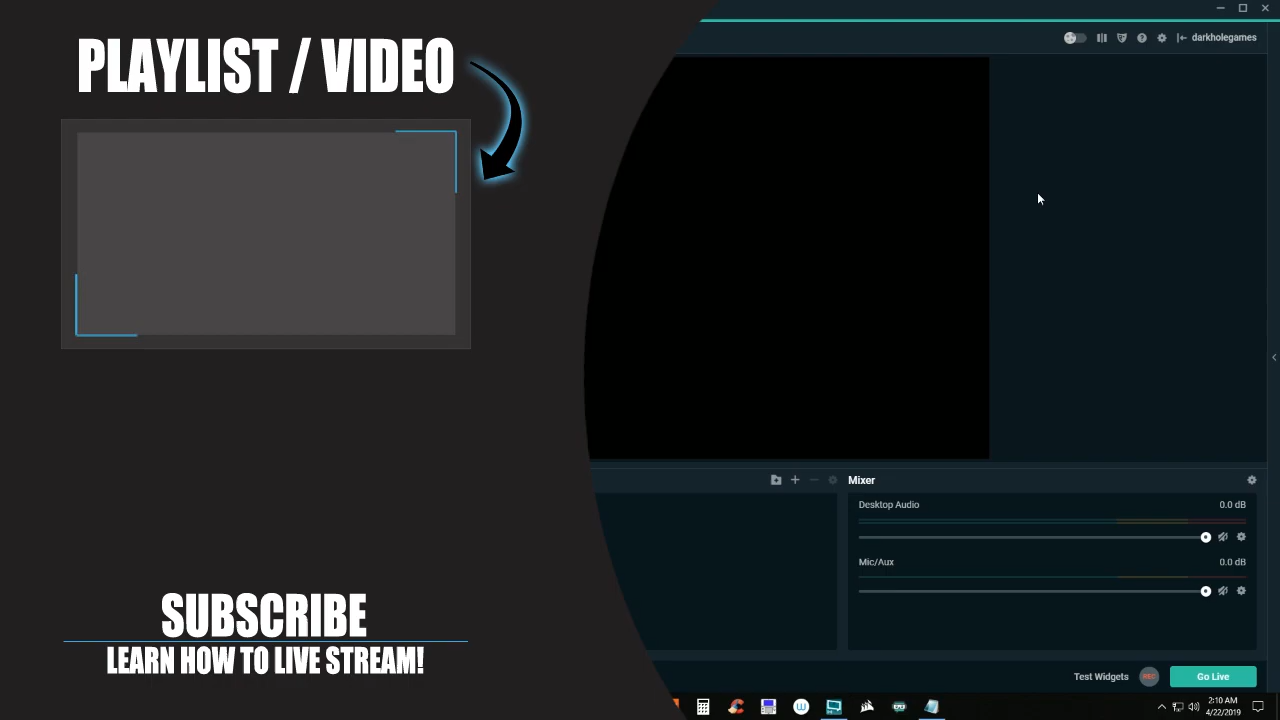 PLAYLIST / VIDEO
darkholegames
Mixer
Desktop Audio 0.0 dB
Mic/Aux 0.0 dB
SUBSCRIBE
LEARN HOW TO LIVE STREAM!
Test Widgets REC Go Live
2:10 AM
4/22/2019